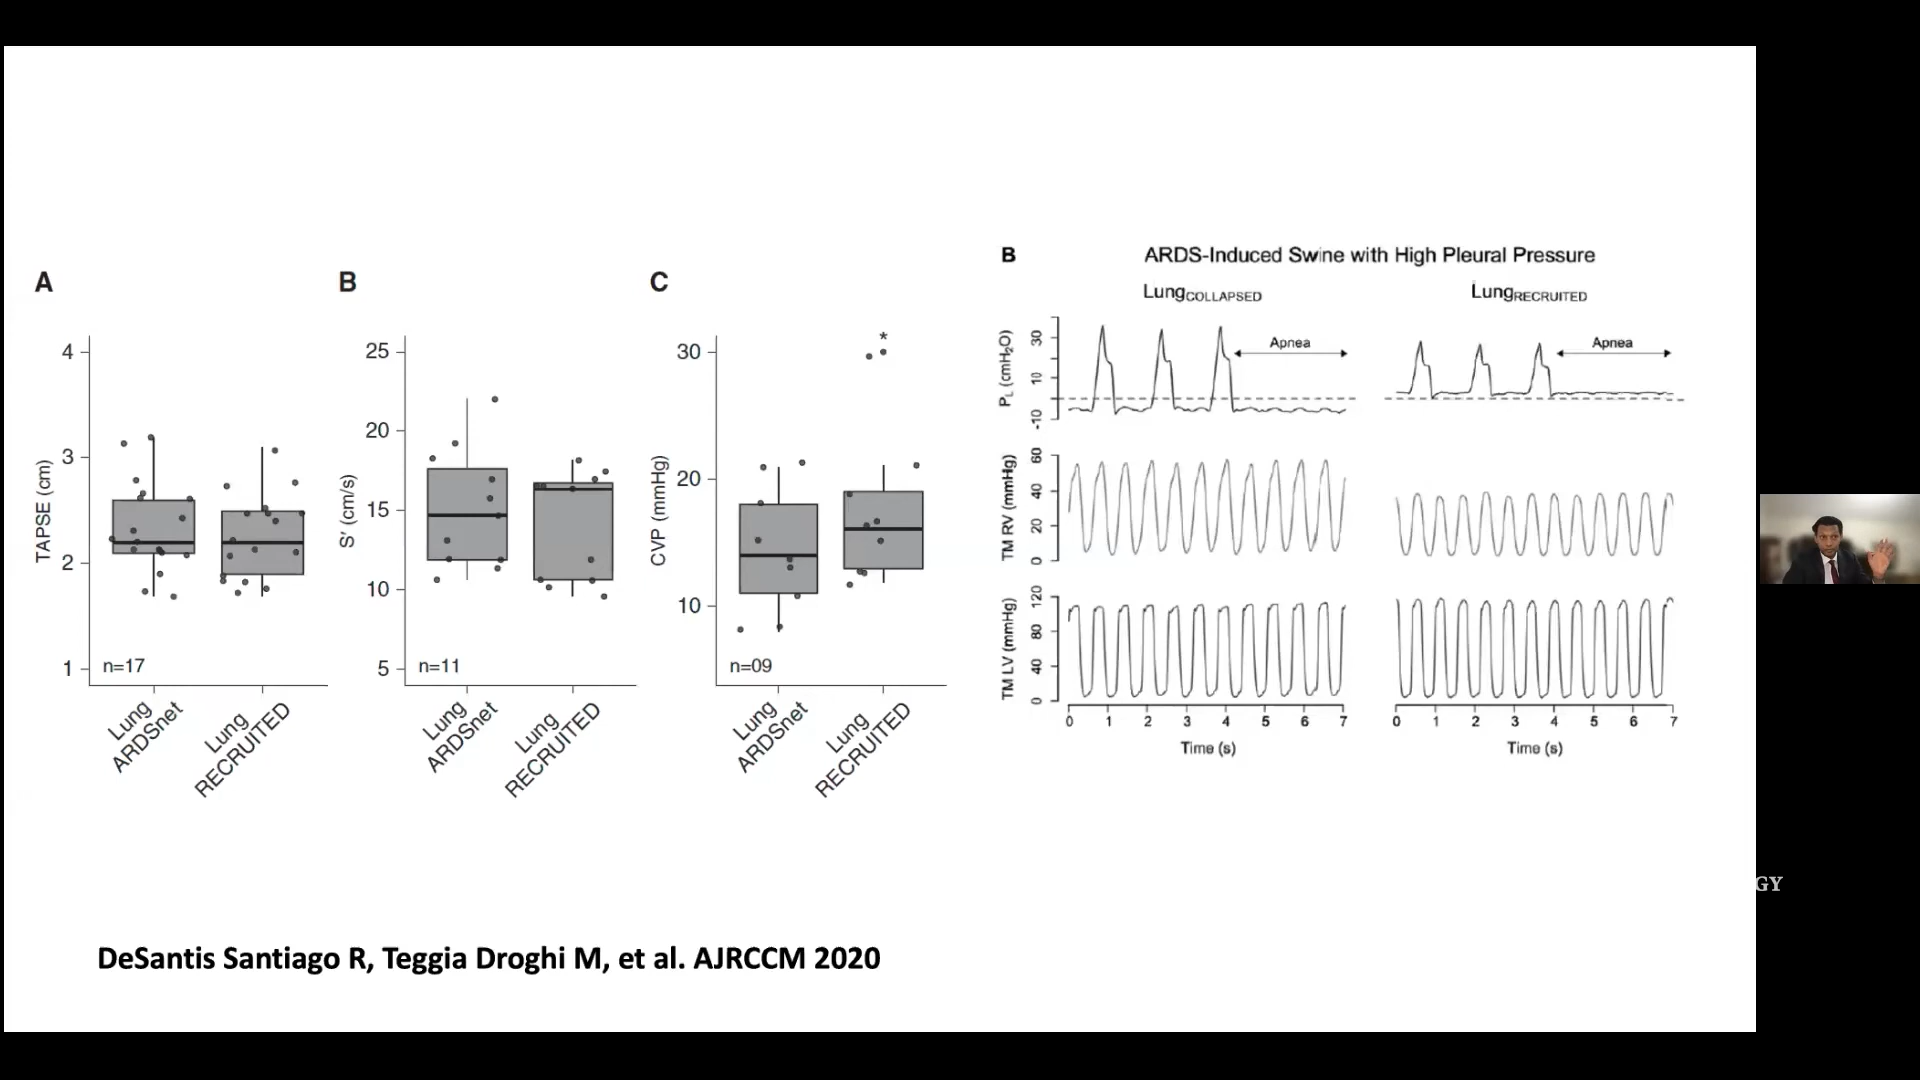 A
TAPSE (cm)
4
3
2
1
n=17
Lung
ARDSnet
Lung
RECRUITED
B
S′ (cm/s)
25
20
15
10
5
n=11
Lung
ARDSnet
Lung
RECRUITED
C
CVP (mmHg)
30
20
10
*
n=09
Lung
ARDSnet
Lung
RECRUITED
B
ARDS-Induced Swine with High Pleural Pressure
LungCOLLAPSED
LungRECRUITED
PL (cmH2O)
30
10
-10
Apnea
Apnea
TM RV (mmHg)
60
40
20
0
TM LV (mmHg)
120
80
40
0
0 1 2 3 4 5 6 7
0 1 2 3 4 5 6 7
Time (s)
Time (s)
GY
DeSantis Santiago R, Teggia Droghi M, et al. AJRCCM 2020